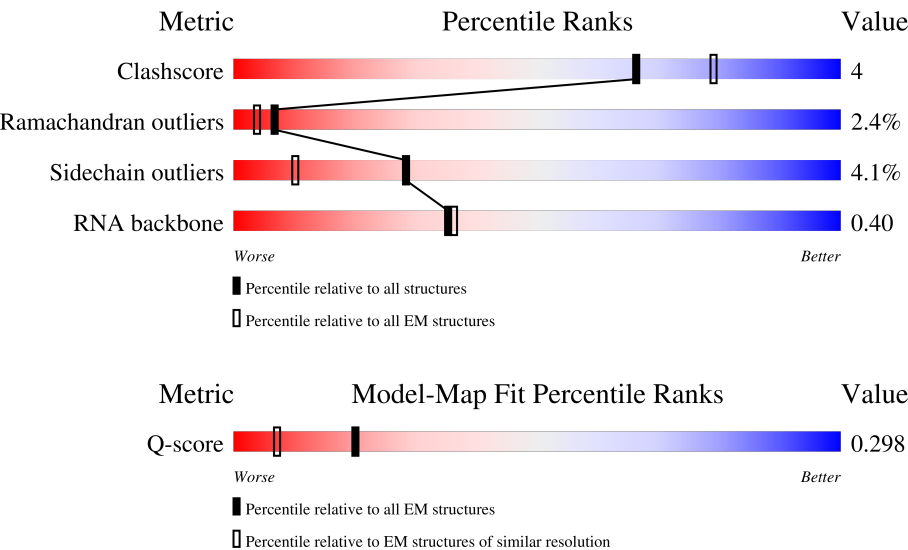 Metric Percentile Ranks Value
Clashscore 4
Ramachandran outliers 2.4%
Sidechain outliers 4.1%
RNA backbone 0.40
Worse Better
Percentile relative to all structures
Percentile relative to all EM structures
Metric Model-Map Fit Percentile Ranks Value
Q-score 0.298
Worse Better
Percentile relative to all EM structures
Percentile relative to EM structures of similar resolution